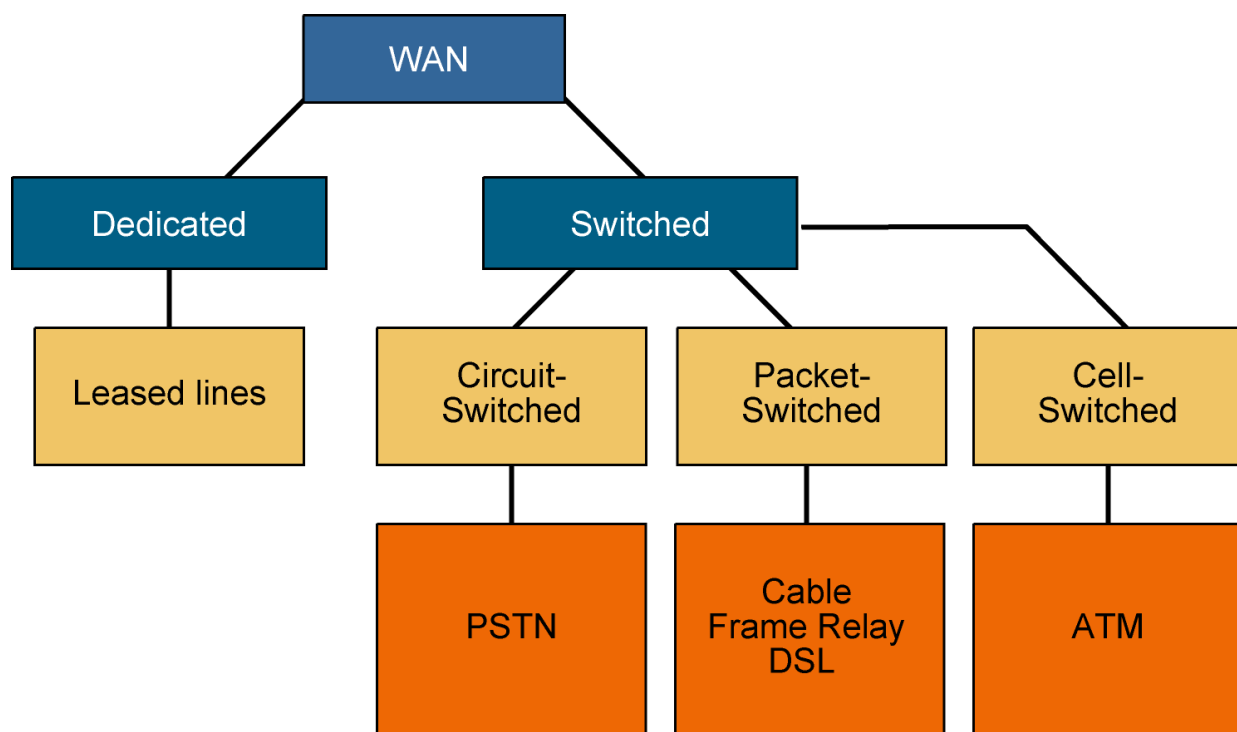 WAN
Dedicated
Switched
Leased lines
Circuit-
Switched
Packet-
Switched
Cell-
Switched
PSTN
Cable
Frame Relay
DSL
ATM